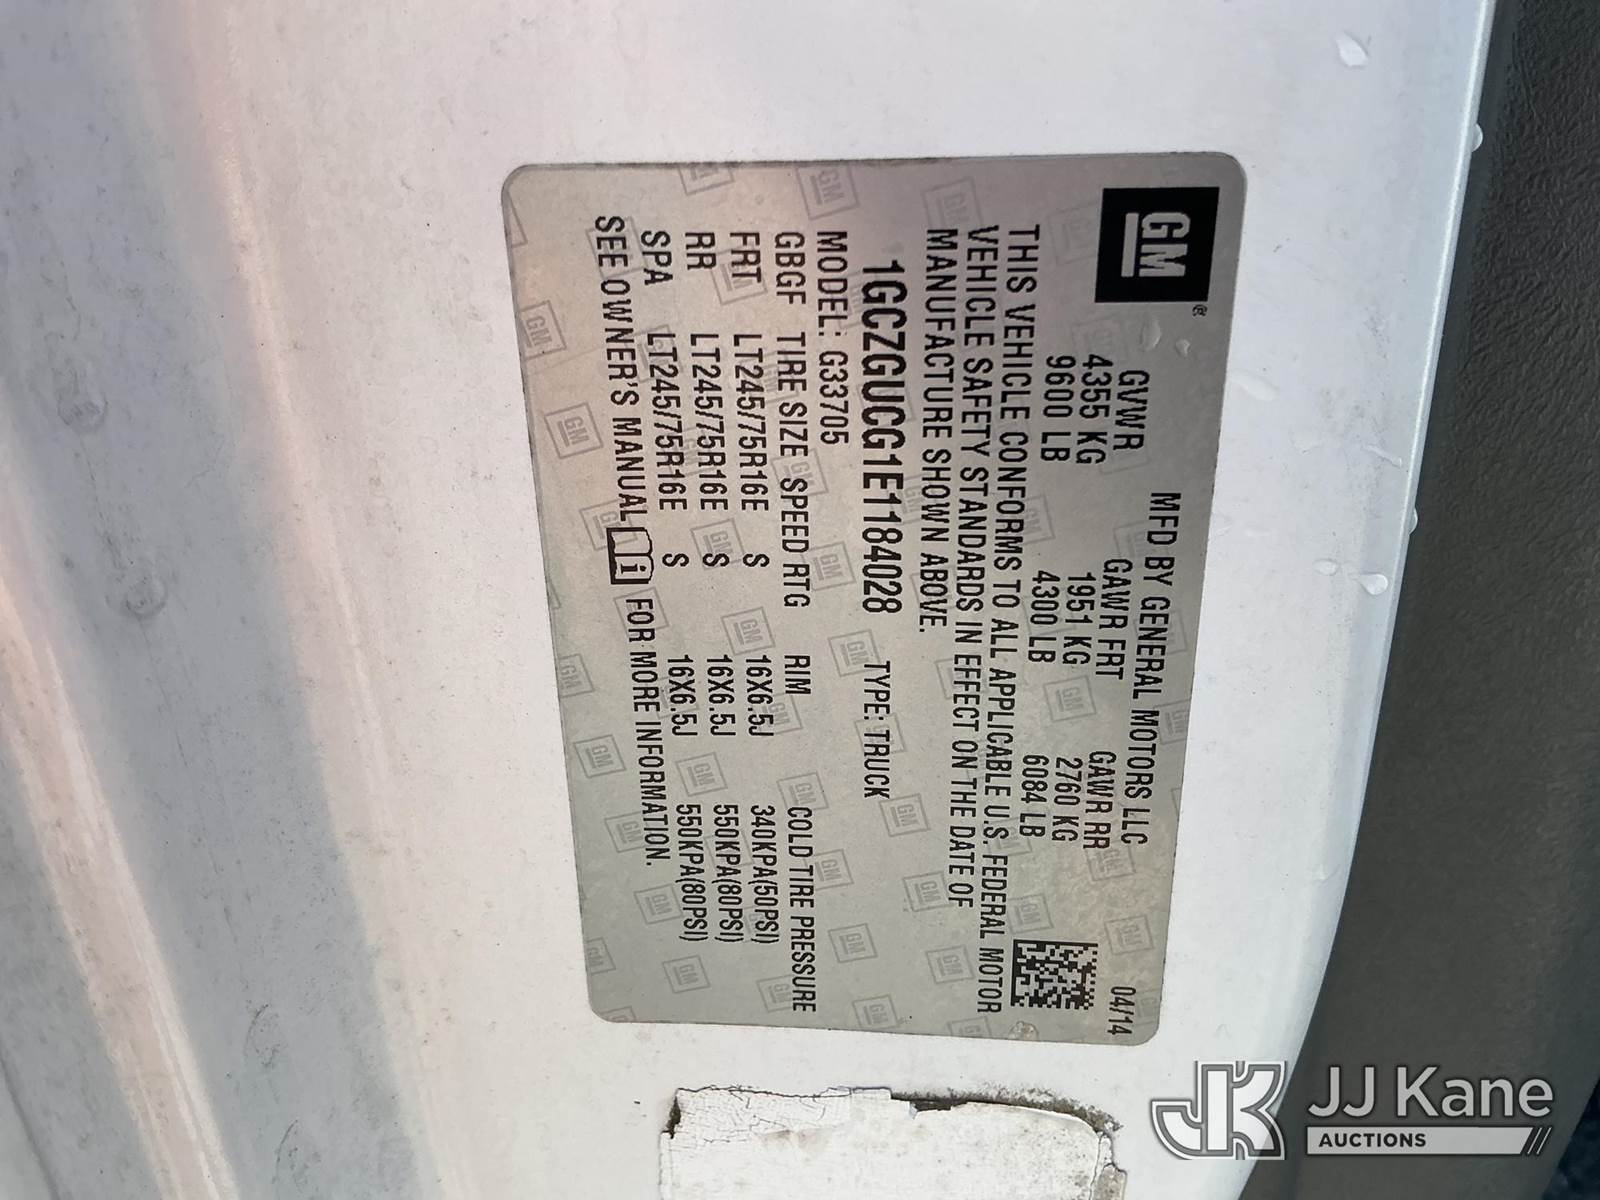 GM®
MFD BY GENERAL MOTORS LLC 04/14
GVWR GAWR FRT GAWR RR
4355 KG 1951 KG 2760 KG
9600 LB 4300 LB 6084 LB
THIS VEHICLE CONFORMS TO ALL APPLICABLE U.S. FEDERAL MOTOR
VEHICLE SAFETY STANDARDS IN EFFECT ON THE DATE OF
MANUFACTURE SHOWN ABOVE.
1GCZGUCG1E1184028 TYPE: TRUCK
MODEL: G33705
GBGF TIRE SIZE SPEED RTG RIM COLD TIRE PRESSURE
FRT LT245/75R16E S 16X6.5J 340KPA(50PSI)
RR LT245/75R16E S 16X6.5J 550KPA(80PSI)
SPA LT245/75R16E S 16X6.5J 550KPA(80PSI)
SEE OWNER'S MANUAL i FOR MORE INFORMATION.
JK JJ Kane
AUCTIONS